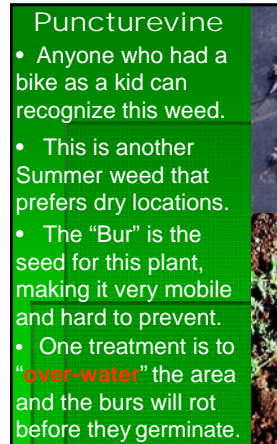 Puncturevine
• Anyone who had a
bike as a kid can
recognize this weed.
• This is another
Summer weed that
prefers dry locations.
• The “Bur” is the
seed for this plant,
making it very mobile
and hard to prevent.
• One treatment is to
“over-water” the area
and the burs will rot
before they germinate.